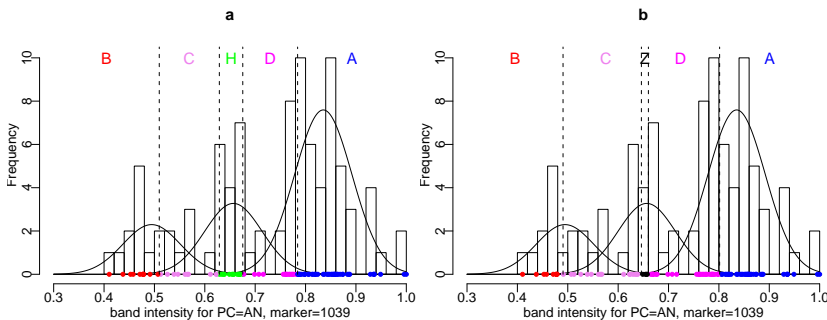 a
B C H D A
Frequency
10
8
6
4
2
0
0.3 0.4 0.5 0.6 0.7 0.8 0.9 1.0
band intensity for PC=AN, marker=1039
b
B C Z D A
Frequency
10
8
6
4
2
0
0.3 0.4 0.5 0.6 0.7 0.8 0.9 1.0
band intensity for PC=AN, marker=1039